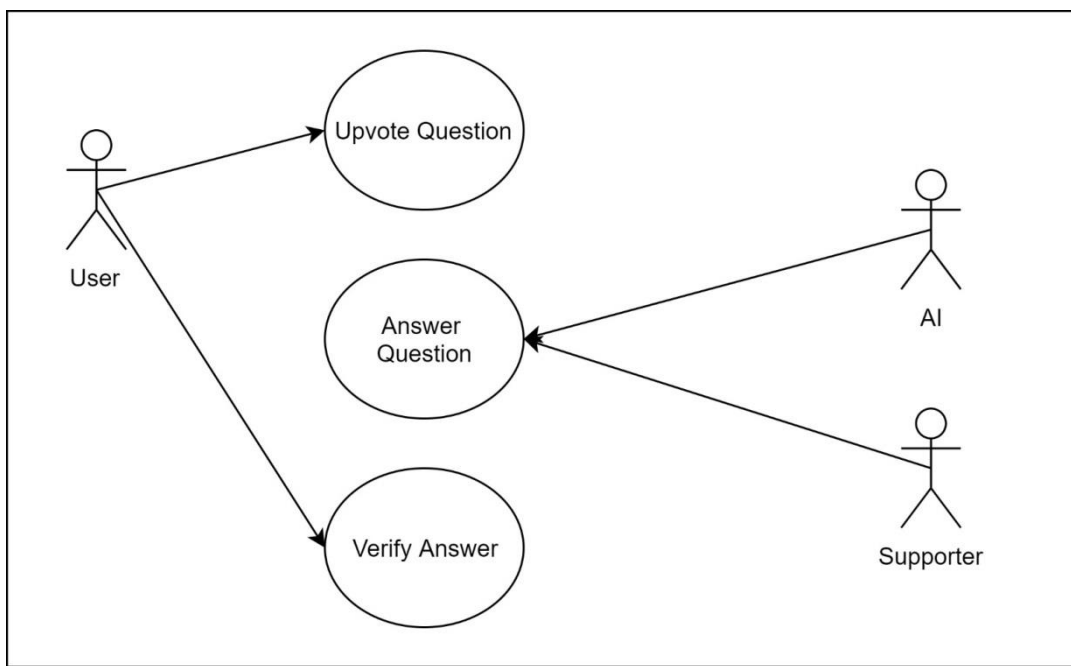 Upvote Question
User
Answer
Question
AI
Verify Answer
Supporter